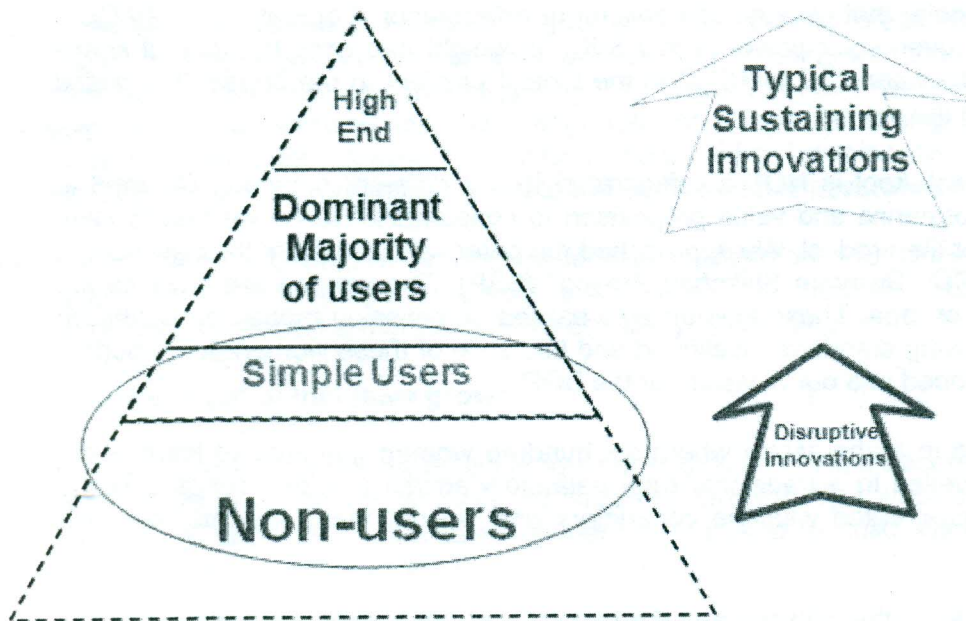 High
End
Dominant
Majority
of users
Simple Users
Non-users
Typical
Sustaining
Innovations
Disruptive
Innovations